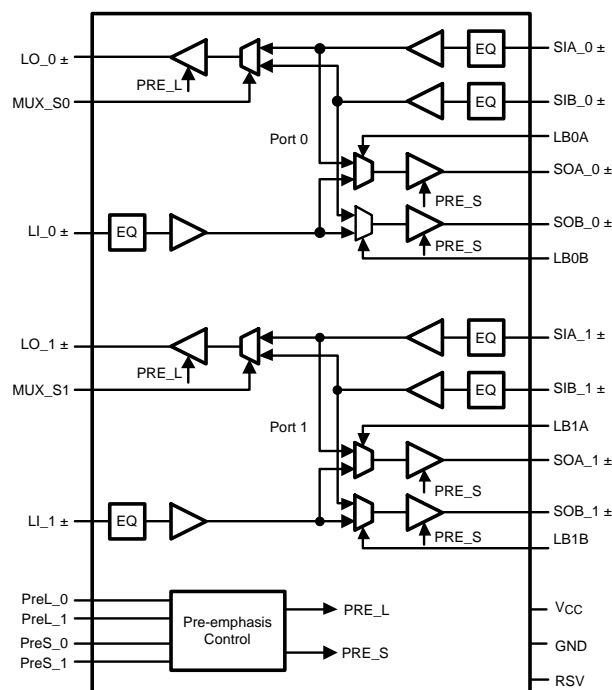 LO_0 ±
PRE_L
MUX_S0
EQ
SIA_0 ±
EQ
SIB_0 ±
Port 0
LB0A
SOA_0 ±
PRE_S
LI_0 ±
EQ
SOB_0 ±
PRE_S
LB0B
LO_1 ±
PRE_L
MUX_S1
EQ
SIA_1 ±
EQ
SIB_1 ±
Port 1
LB1A
SOA_1 ±
PRE_S
LI_1 ±
EQ
SOB_1 ±
PRE_S
LB1B
PreL_0
PreL_1
PreS_0
PreS_1
Pre-emphasis
Control
PRE_L
PRE_S
VCC
GND
RSV